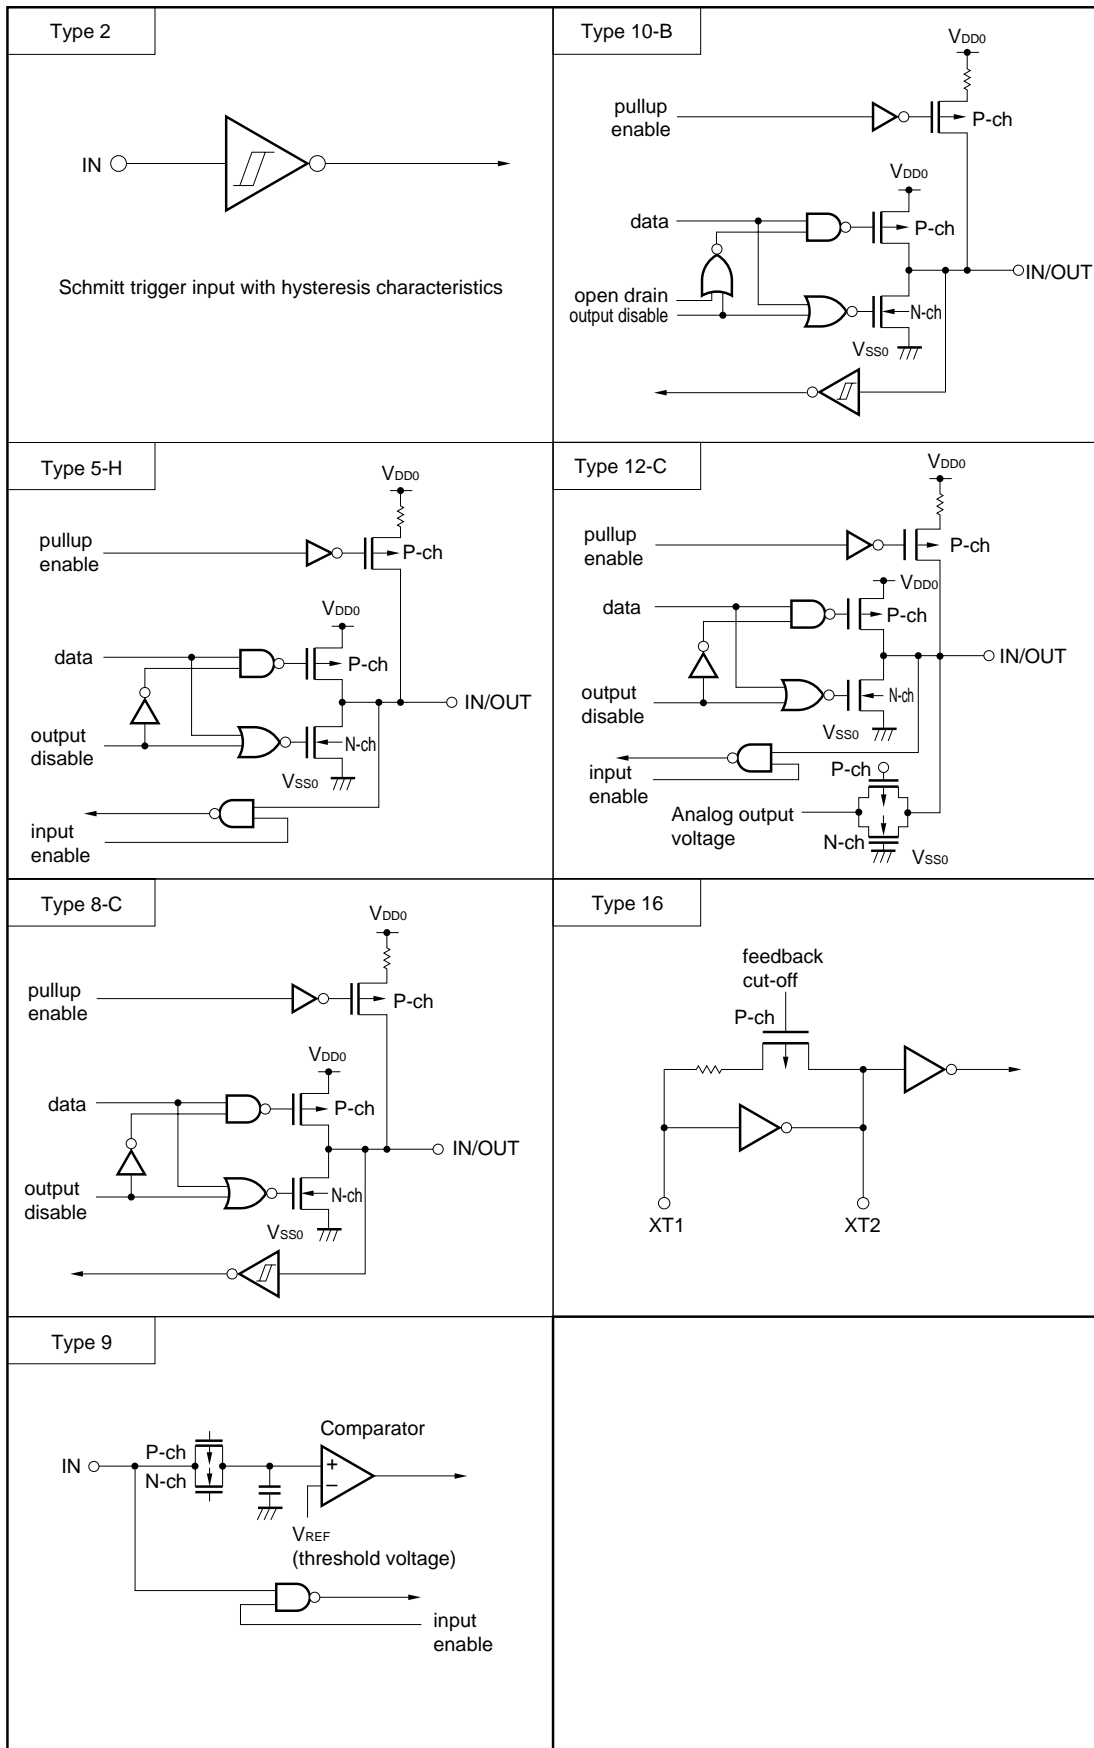 Type 2
IN
Schmitt trigger input with hysteresis characteristics
Type 10-B
VDD0
pullup
enable
P-ch
VDD0
data
P-ch
IN/OUT
open drain
output disable
N-ch
VSS0
Type 5-H
VDD0
pullup
enable
P-ch
VDD0
data
P-ch
IN/OUT
output
disable
N-ch
VSS0
input
enable
Type 12-C
VDD0
pullup
enable
P-ch
VDD0
data
P-ch
IN/OUT
output
disable
N-ch
VSS0
input
enable
P-ch
Analog output
voltage
N-ch
VSS0
Type 8-C
VDD0
pullup
enable
P-ch
VDD0
data
P-ch
IN/OUT
output
disable
N-ch
VSS0
Type 16
feedback
cut-off
P-ch
XT1
XT2
Type 9
Comparator
P-ch
IN
N-ch
+
−
VREF
(threshold voltage)
input
enable